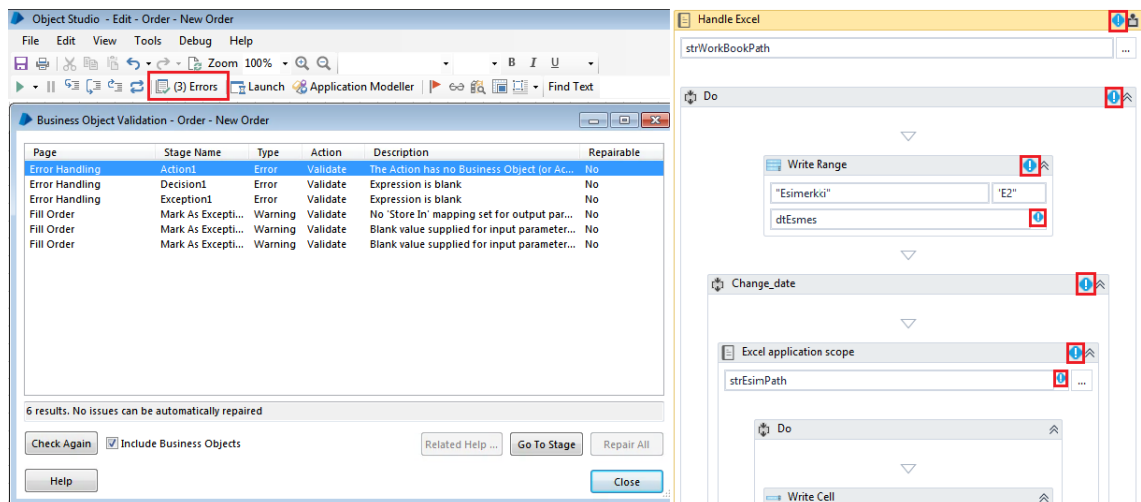 Object Studio - Edit - Order - New Order
File Edit View Tools Debug Help
Zoom 100%
B I U
(3) Errors Launch Application Modeller Find Text
Business Object Validation - Order - New Order
Page Stage Name Type Action Description Repairable
Error Handling Action1 Error Validate The Action has no Business Object (or Ac... No
Error Handling Decision1 Error Validate Expression is blank No
Error Handling Exception1 Error Validate Expression is blank No
Fill Order Mark As Excepti... Warning Validate No 'Store In' mapping set for output par... No
Fill Order Mark As Excepti... Warning Validate Blank value supplied for input parameter... No
Fill Order Mark As Excepti... Warning Validate Blank value supplied for input parameter... No
6 results. No issues can be automatically repaired
Check Again Include Business Objects Related Help ... Go To Stage Repair All
Help Close
Handle Excel
strWorkBookPath ...
Do
Write Range
"Esimerkki" 'E2"
dtEsmes
Change_date
Excel application scope
strEsimPath ...
Do
Write Cell